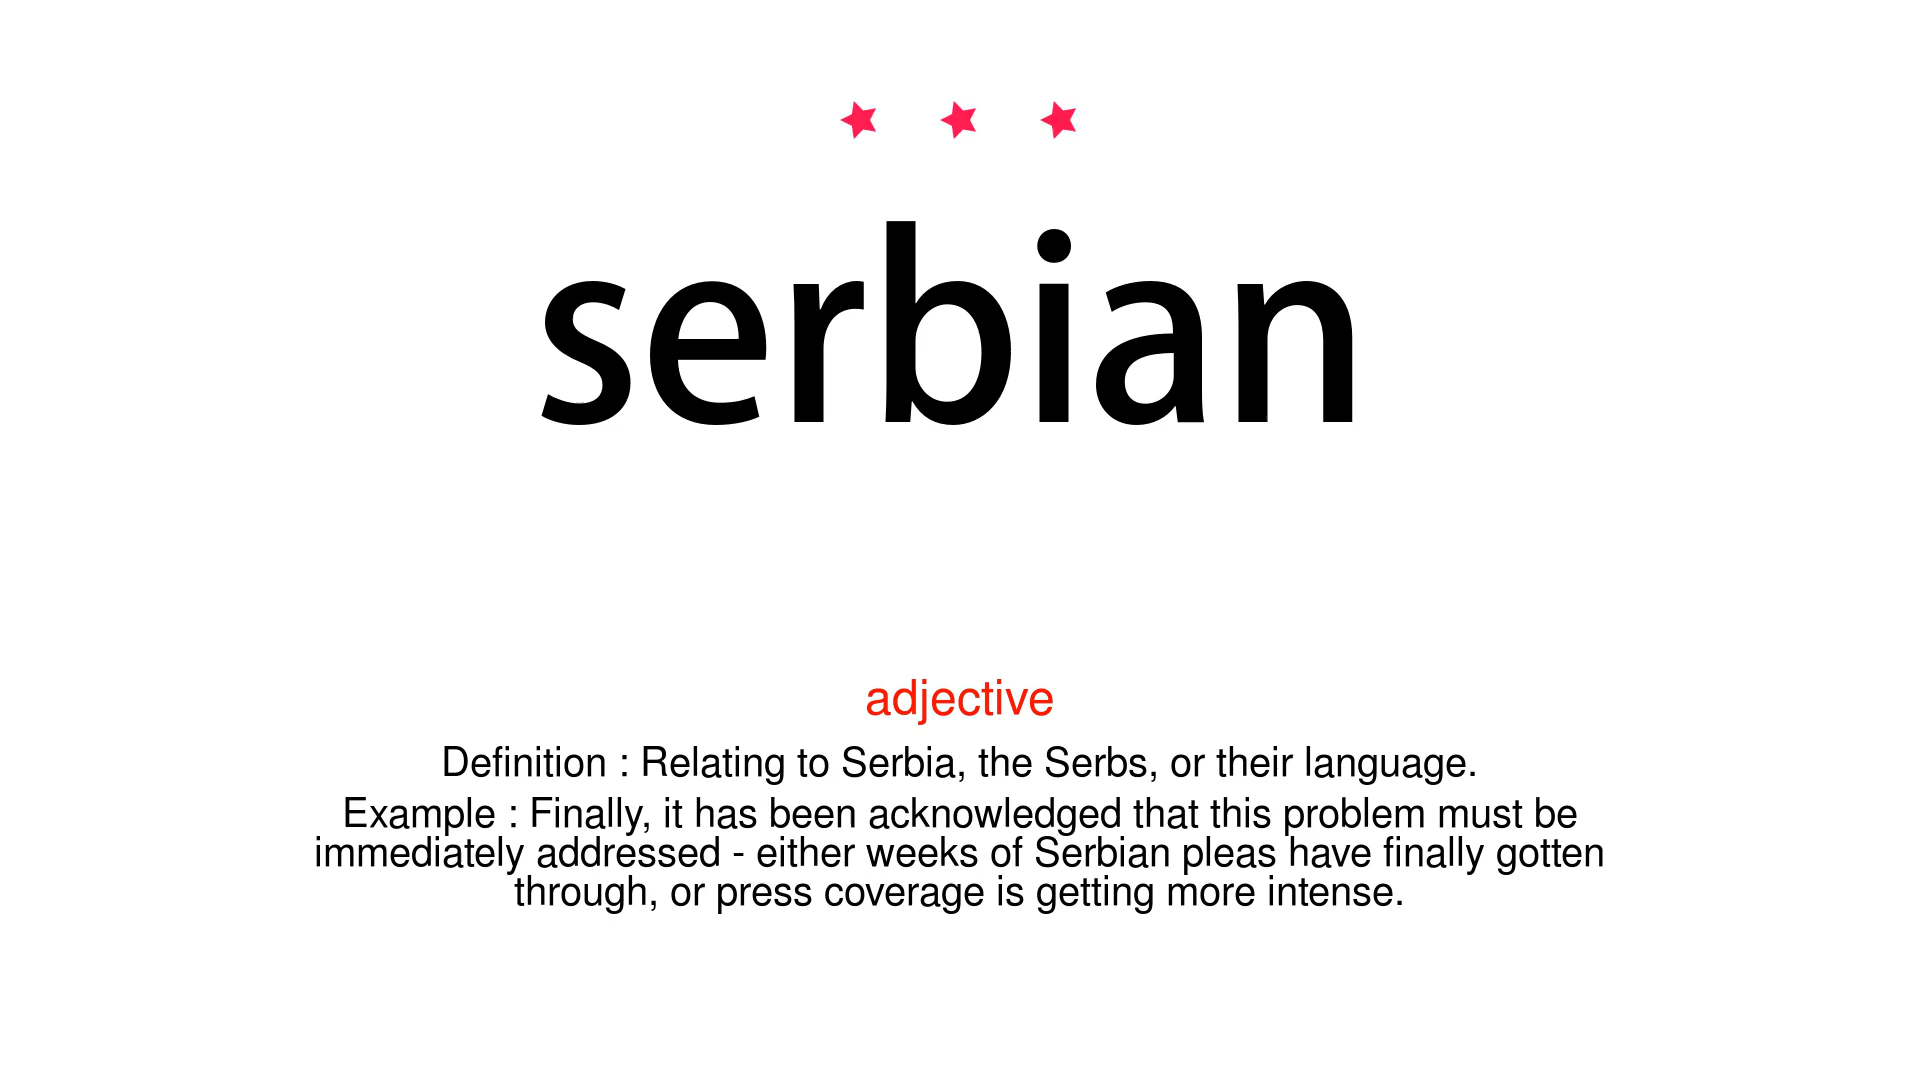 serbian
adjective
Definition : Relating to Serbia, the Serbs, or their language.
Example : Finally, it has been acknowledged that this problem must be
immediately addressed - either weeks of Serbian pleas have finally gotten
through, or press coverage is getting more intense.